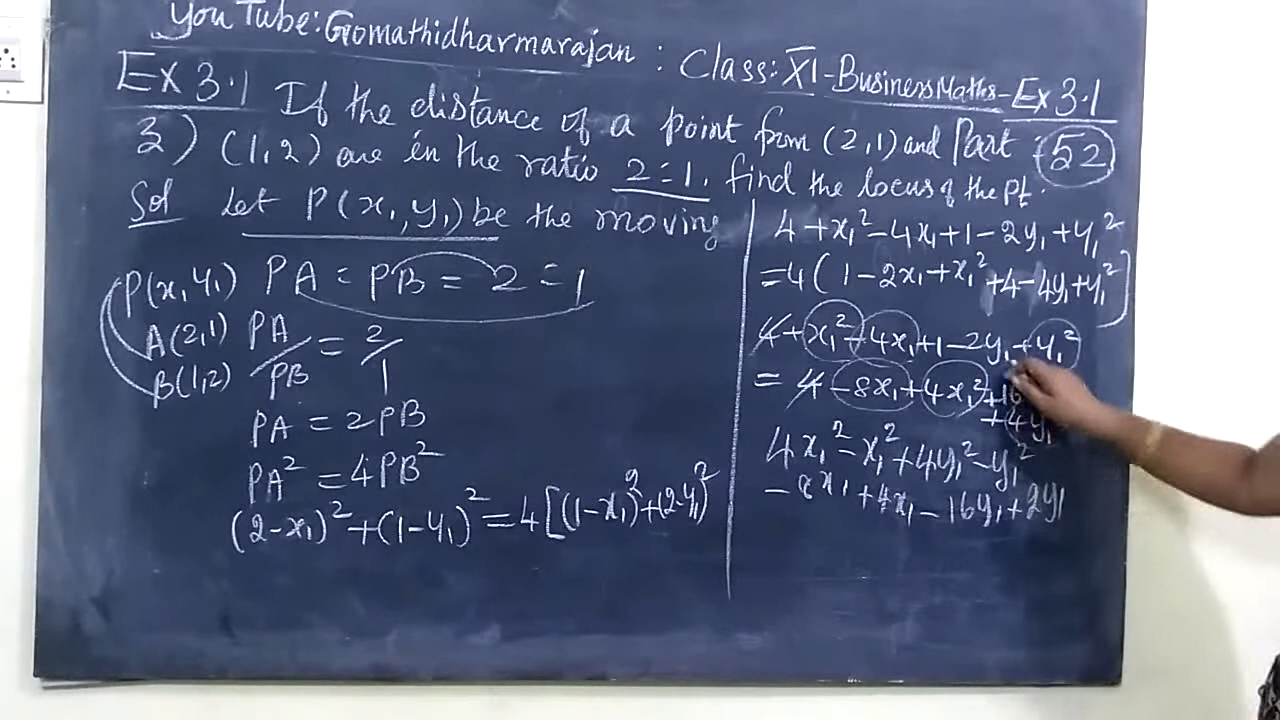 YouTube: Gomathidharmarajan : Class: XI - Business Maths - Ex 3.1
Ex 3.1 If the distance of a point from (2,1) and Part : 52
3) (1,2) are in the ratio 2:1, find the locus of the pt.
Sol Let P(x₁,y₁) be the moving
P(x₁y₁) PA = PB = 2 = 1
A(2,1) PA/PB = 2/1
B(1,2)
PA = 2PB
PA² = 4PB²
(2-x₁)² + (1-y₁)² = 4[(1-x₁)² + (2-y₁)²
4+x₁²-4x₁+1-2y₁+y₁²
=4(1-2x₁+x₁²+4-4y₁+y₁²]
4+x₁²-4x₁+1-2y₁+y₁²
= 4-8x₁+4x₁²+16
+4y₁
4x₁²-x₁²+4y₁²-y₁²
-8x₁+4x₁-16y₁+2y₁